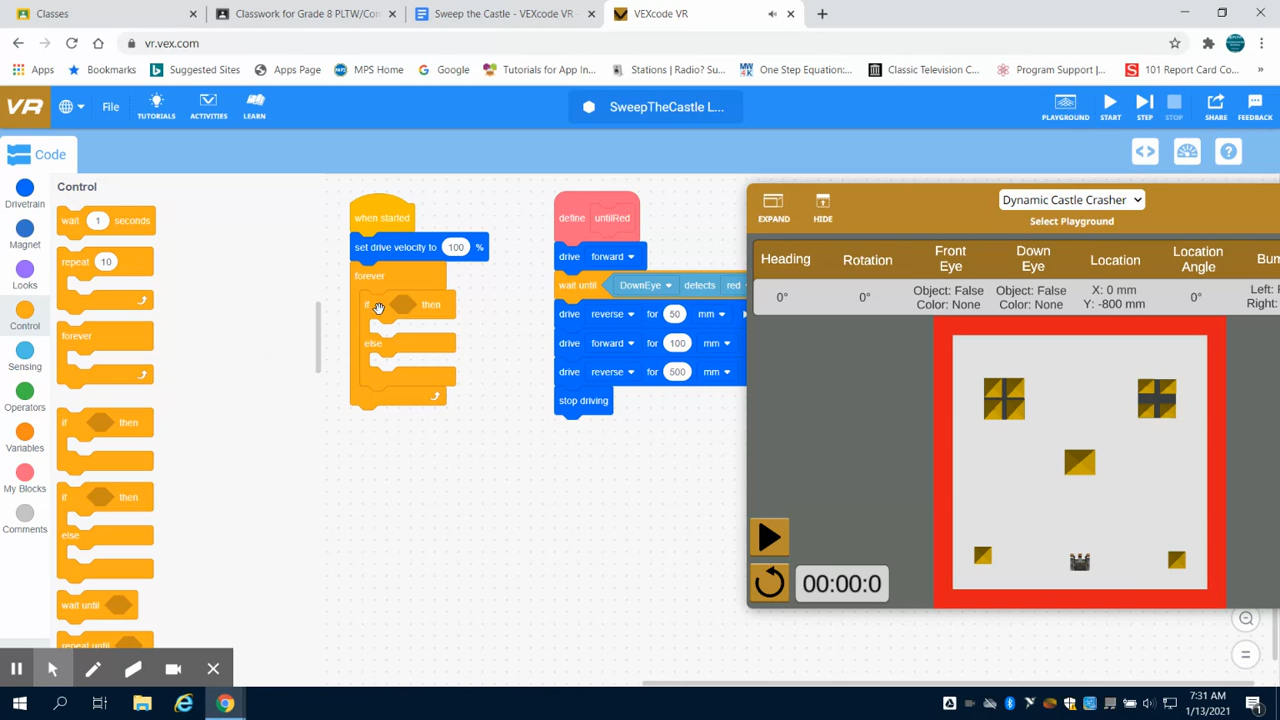 Classes
Classwork for Grade 8 PLTW/Con
Sweep the Castle - VEXcode VR
VEXcode VR
vr.vex.com
Apps
Bookmarks
Suggested Sites
Apps Page
MPS Home
Google
Tutorials for App In...
Stations | Radio? Su...
One Step Equation:...
Classic Television C...
Program Support |...
101 Report Card Co...
VR
File
TUTORIALS
ACTIVITIES
LEARN
SweepTheCastle L...
PLAYGROUND
START
STEP
STOP
SHARE
FEEDBACK
Code
Drivetrain
Magnet
Looks
Control
Sensing
Operators
Variables
My Blocks
Comments
Control
wait 1 seconds
repeat 10
forever
if then
if then
else
wait until
repeat until
when started
set drive velocity to 100 %
forever
if then
else
define untilRed
drive forward
wait until DownEye detects red
drive reverse for 50 mm
drive forward for 100 mm
drive reverse for 500 mm
stop driving
EXPAND
HIDE
Dynamic Castle Crasher
Select Playground
Heading
Rotation
Front Eye
Down Eye
Location
Location Angle
Bum
0°
0°
Object: False
Color: None
Object: False
Color: None
X: 0 mm
Y: -800 mm
0°
Left: F
Right:
00:00:0
7:31 AM
1/13/2021